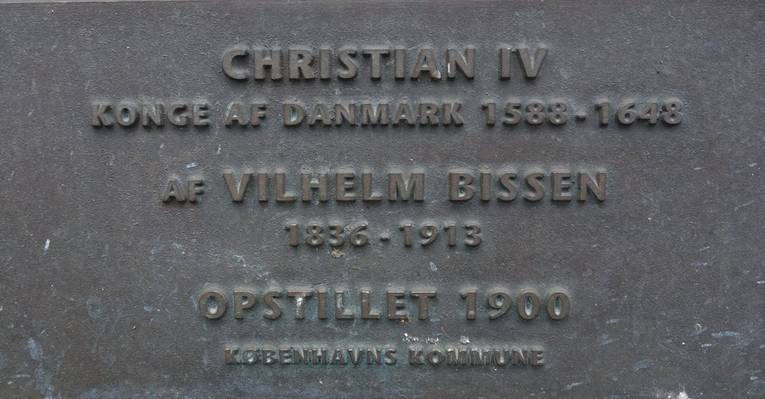 CHRISTIAN IV
KONGE AF DANMARK 1588-1648
AF VILHELM BISSEN
1836-1913
OPSTILLET 1900
KØBENHAVNS KOMMUNE